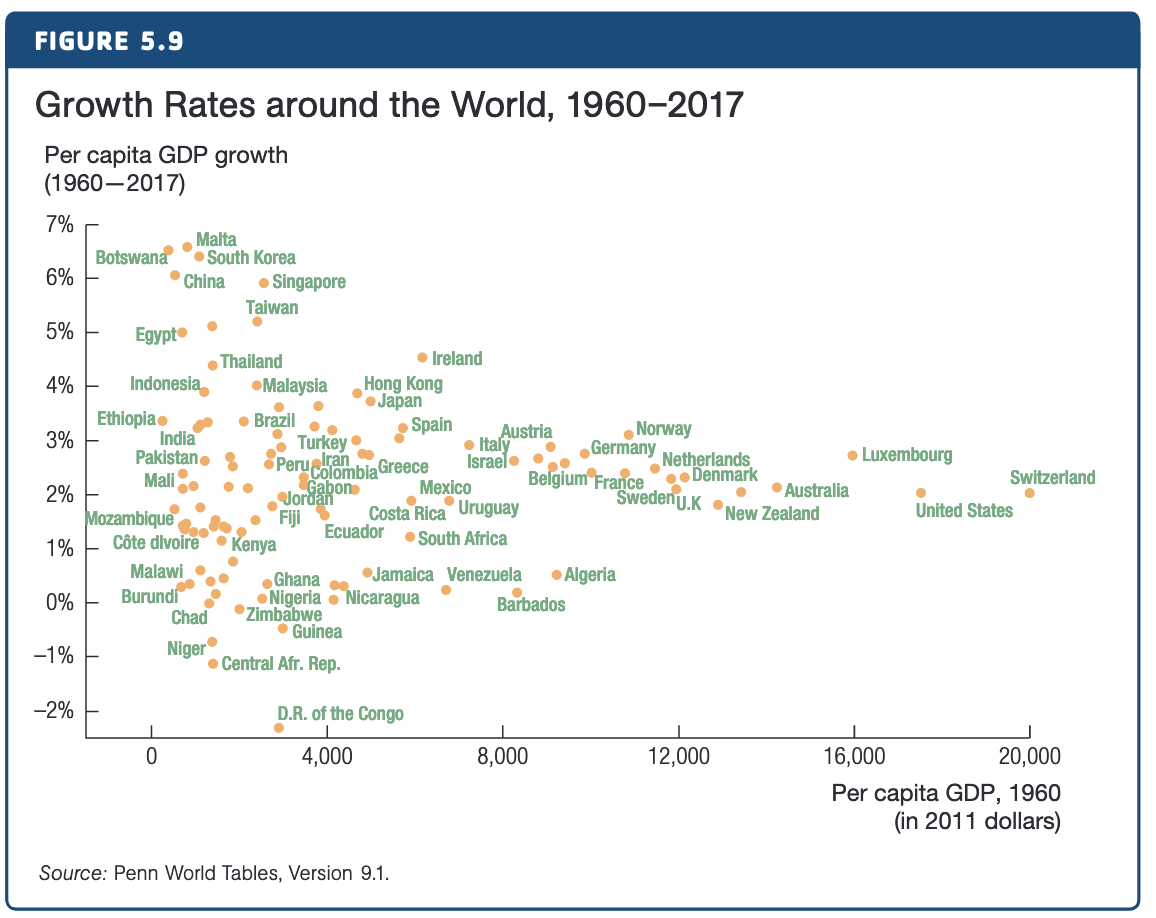 FIGURE 5.9
Growth Rates around the World, 1960–2017
Per capita GDP growth
(1960—2017)
7%
Malta
Botswana
South Korea
6%
China
Singapore
Taiwan
5%
Egypt
Ireland
Thailand
4%
Indonesia
Malaysia
Hong Kong
Japan
Ethiopia
Brazil
Spain
Austria
Norway
3%
India
Turkey
Italy
Germany
Luxembourg
Pakistan
Peru
Iran
Greece
Israel
Netherlands
Mali
Colombia
Belgium
France
Denmark
Switzerland
2%
Gabon
Mexico
Australia
Jordan
Sweden
U.K
Mozambique
Fiji
Costa Rica
Uruguay
New Zealand
United States
Côte dIvoire
Kenya
Ecuador
South Africa
1%
Malawi
Ghana
Jamaica
Venezuela
Algeria
Burundi
Nigeria
Nicaragua
Barbados
0%
Chad
Zimbabwe
Guinea
Niger
–1%
Central Afr. Rep.
–2%
D.R. of the Congo
0
4,000
8,000
12,000
16,000
20,000
Per capita GDP, 1960
(in 2011 dollars)
Source: Penn World Tables, Version 9.1.